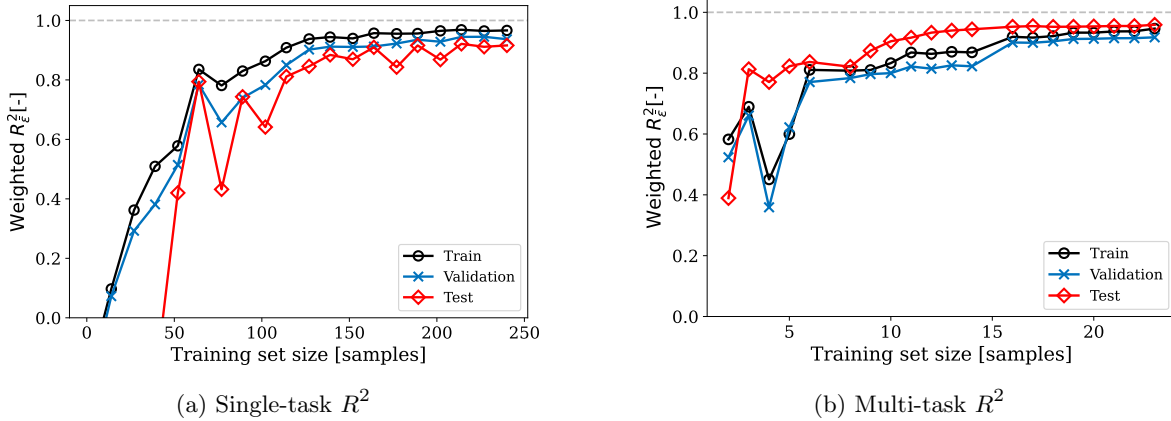 1.0
0.8
0.6
0.4
0.2
0.0
Weighted R²_ε̄ [-]
Train
Validation
Test
0 50 100 150 200 250
Training set size [samples]
(a) Single-task R²
1.0
0.8
0.6
0.4
0.2
0.0
Weighted R²_ε̄ [-]
Train
Validation
Test
5 10 15 20
Training set size [samples]
(b) Multi-task R²